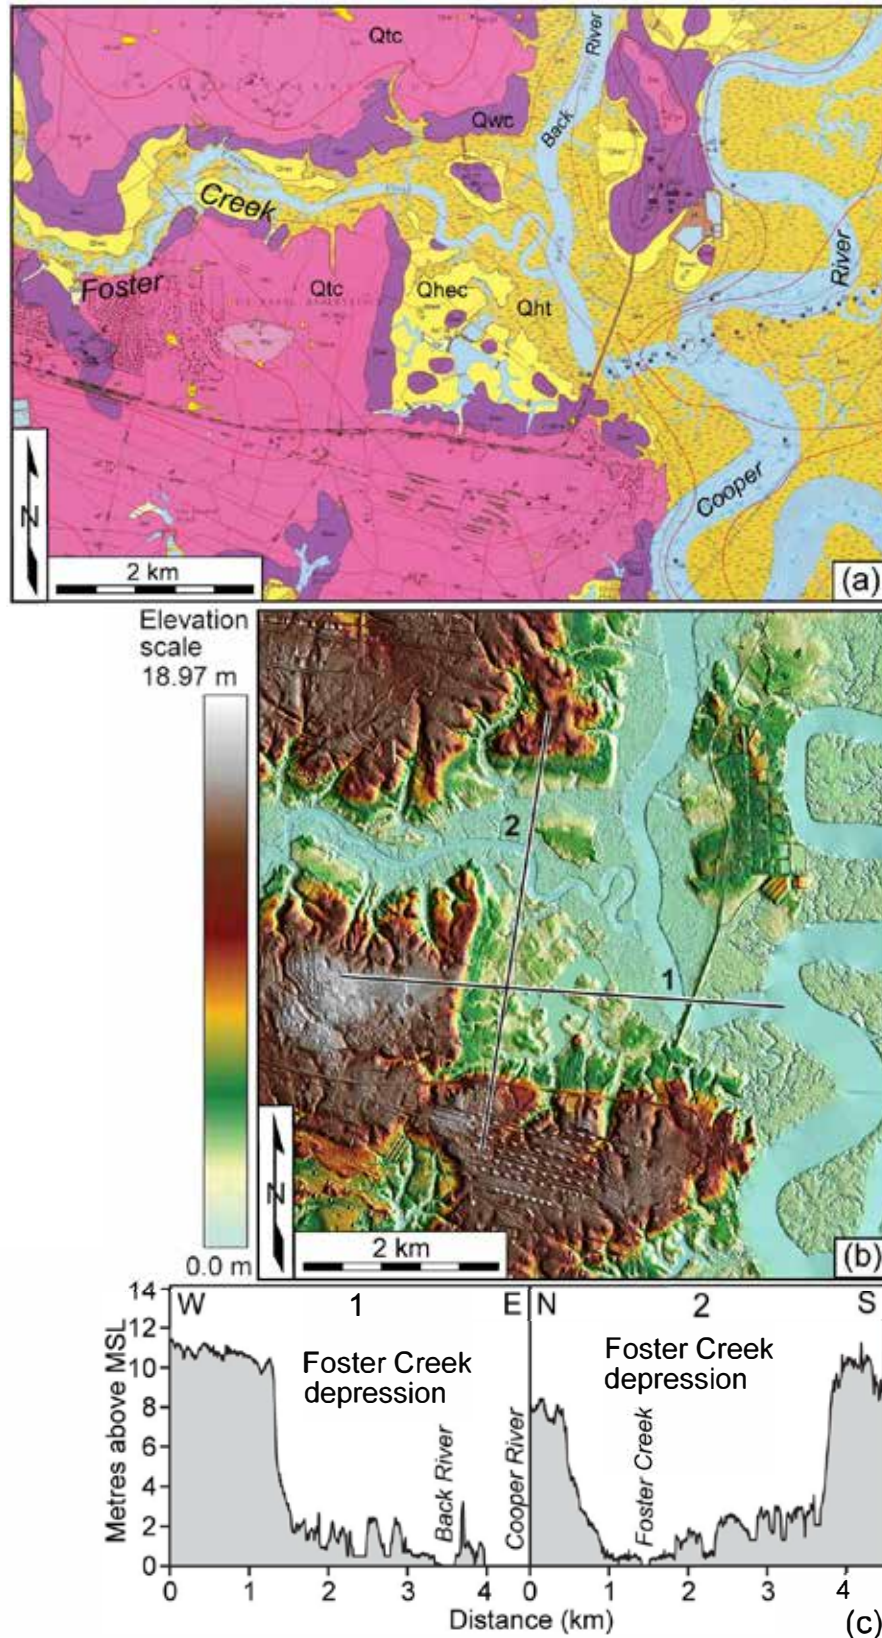 Qtc
River
Back
Qwc
Creek
Foster
Qtc
Qhec
Qht
River
Cooper
N
2 km
(a)
Elevation
scale
18.97 m
2
1
N
0.0 m
2 km
(b)
14
12
10
8
6
4
2
0
Metres above MSL
W
1
E
Foster Creek
depression
Back River
Cooper River
N
2
S
Foster Creek
depression
Foster Creek
0
1
2
3
4
0
1
2
3
4
Distance (km)
(c)